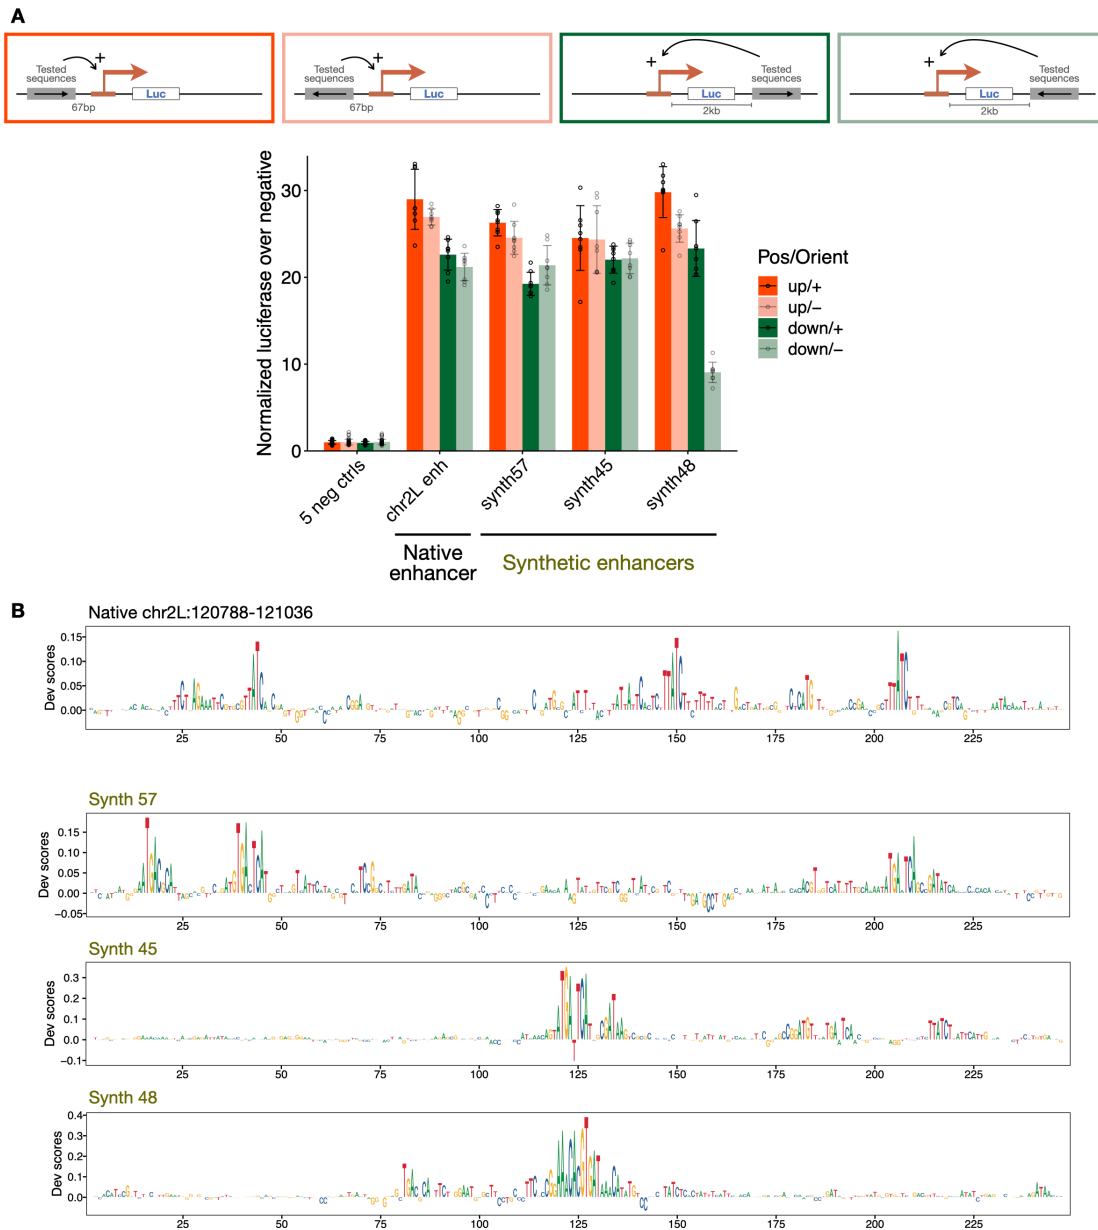 A
Tested
sequences
+
67bp
Luc
Tested
sequences
+
67bp
Luc
+
Luc
2kb
Tested
sequences
+
Luc
2kb
Tested
sequences
Normalized luciferase over negative
30
20
10
0
5 neg ctrls
chr2L enh
synth57
synth45
synth48
Native
enhancer
Synthetic enhancers
Pos/Orient
up/+
up/−
down/+
down/−
B
Native chr2L:120788-121036
Dev scores
0.15
0.10
0.05
0.00
25 50 75 100 125 150 175 200 225
Synth 57
Dev scores
0.15
0.10
0.05
0.00
−0.05
25 50 75 100 125 150 175 200 225
Synth 45
Dev scores
0.3
0.2
0.1
0.0
−0.1
25 50 75 100 125 150 175 200 225
Synth 48
Dev scores
0.4
0.3
0.2
0.1
0.0
25 50 75 100 125 150 175 200 225